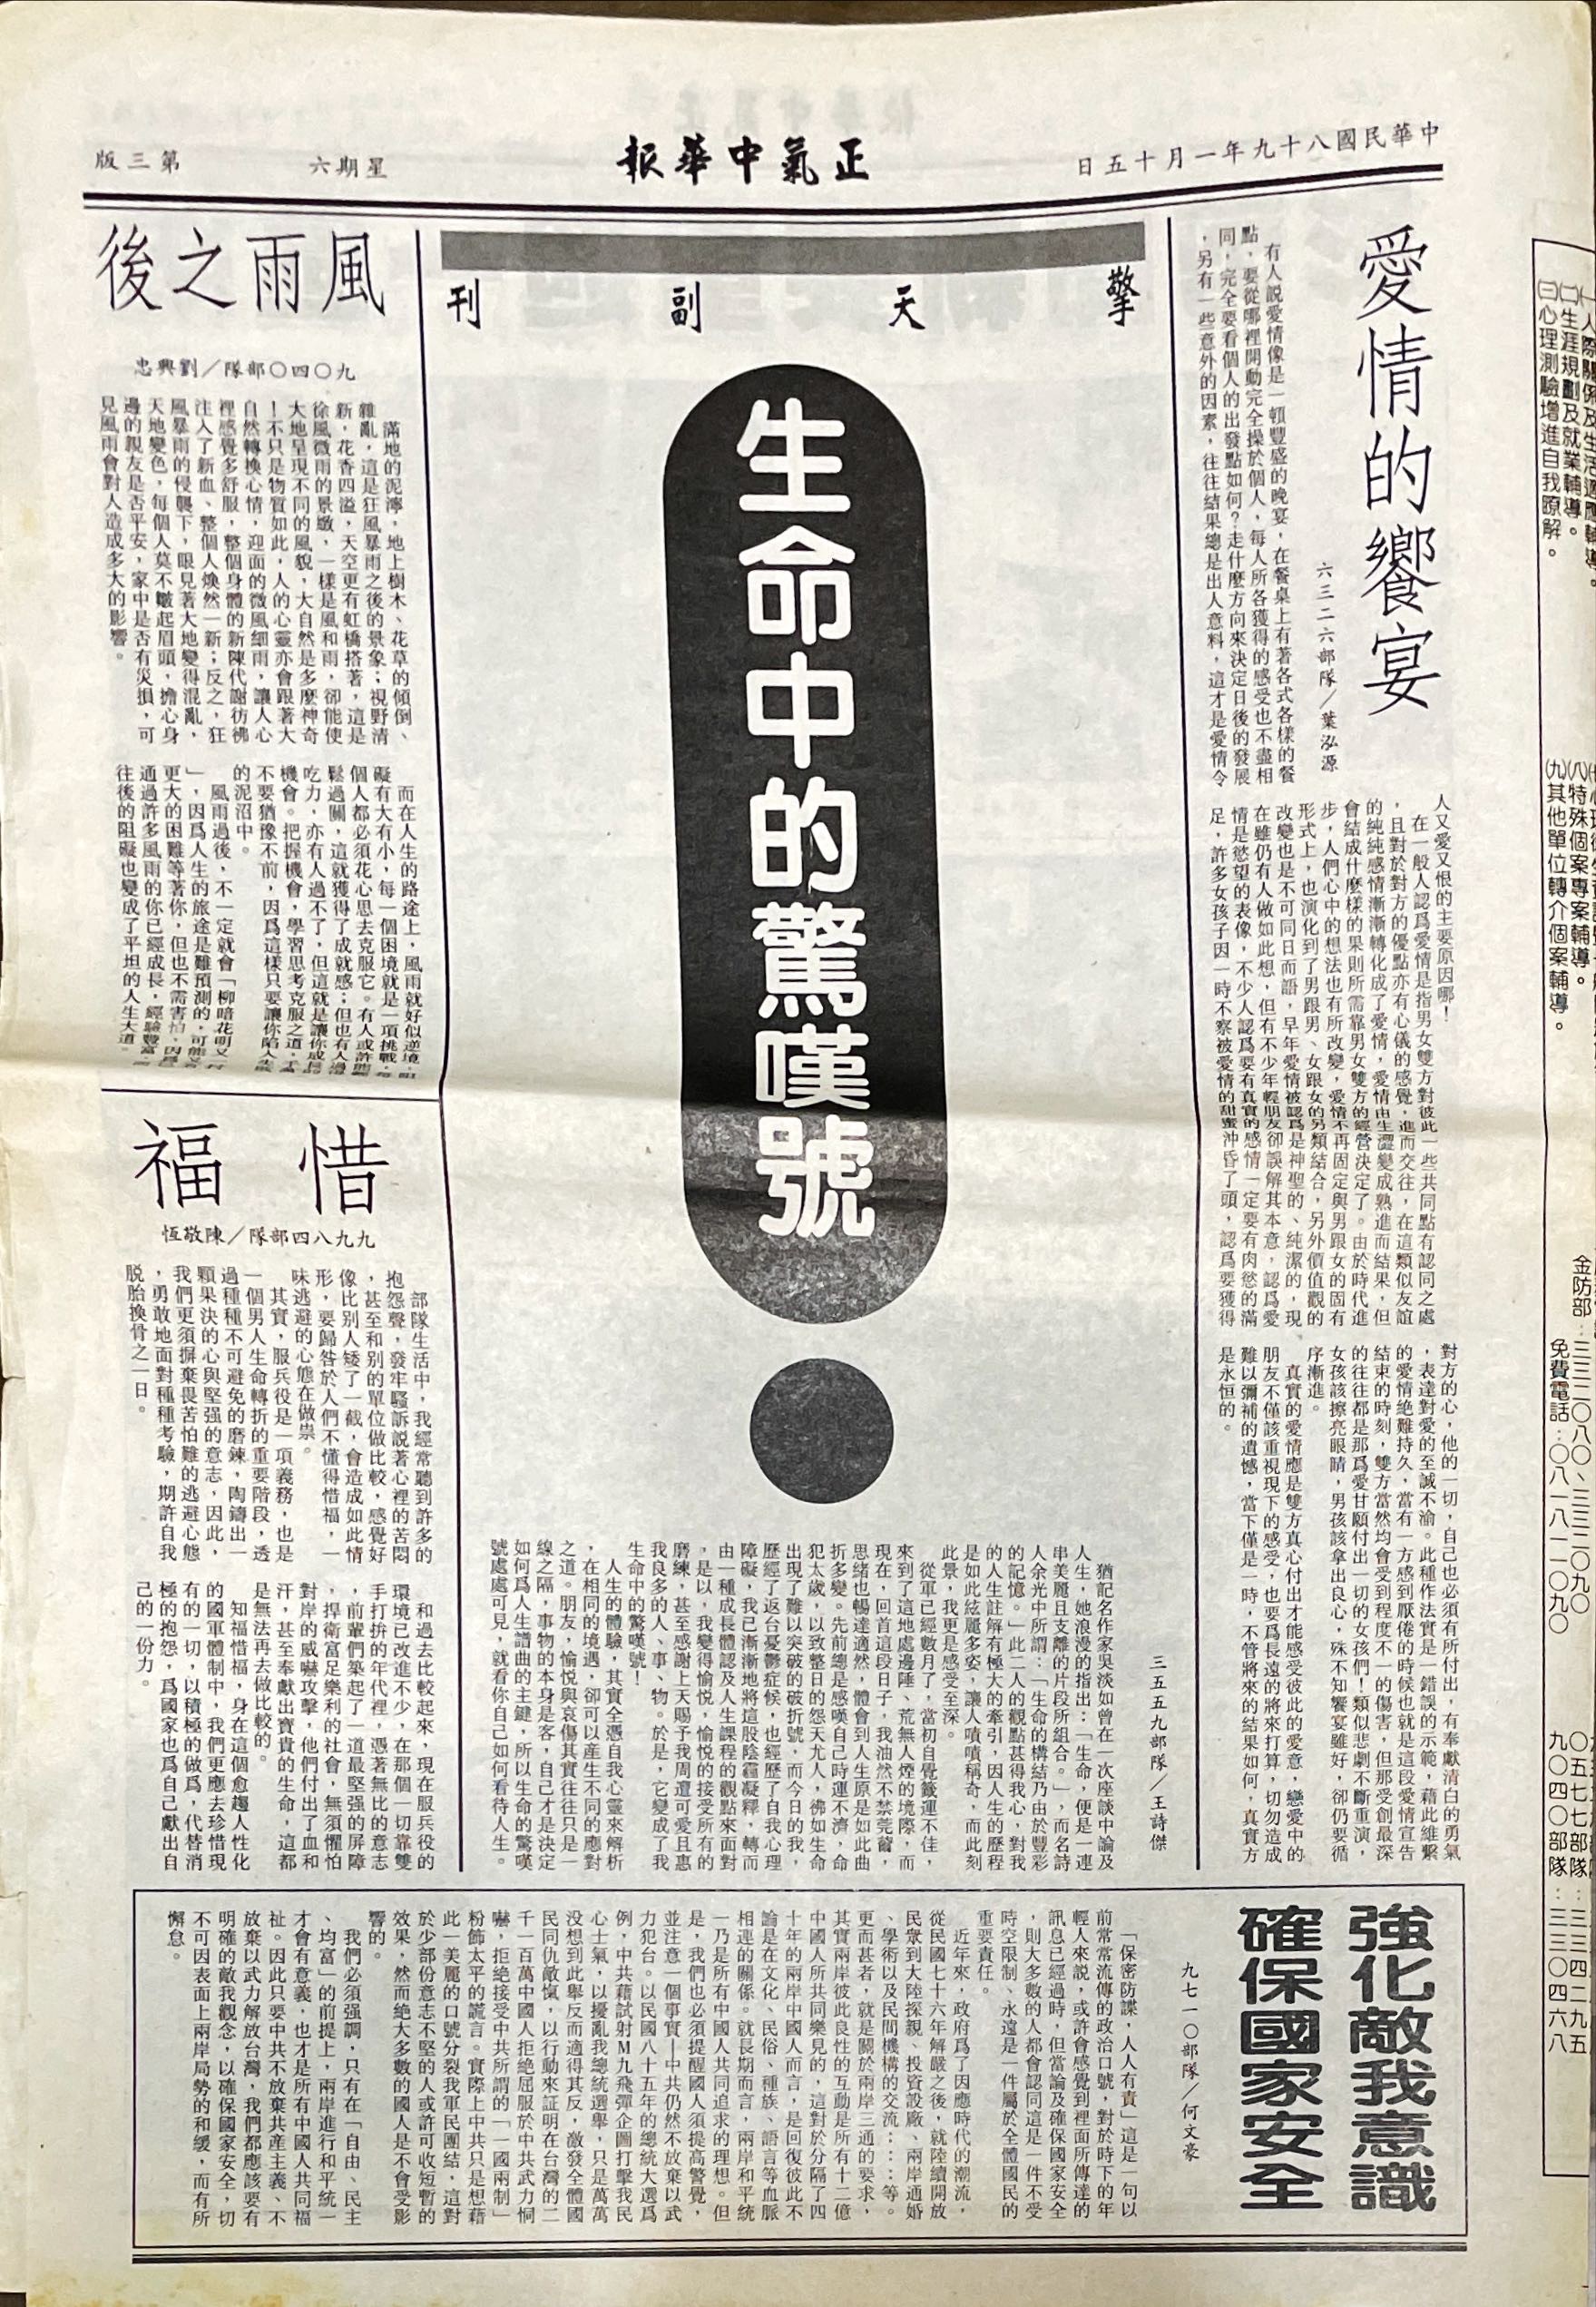 中華民國八十九年一月十五日
正氣中華報
星期六
第三版
愛情的饗宴
六三二六部隊／葉泓源
有人說愛情像是一頓豐盛的晚宴，在餐桌上有著各式各樣的餐
點，要從哪裡開動完全操於個人，每人所各獲得的感受也不盡相
同，完全要看個人的出發點如何？走什麼方向來決定日後的發展
，另有一些意外的因素，往往結果總是出人意料，這才是愛情令
人又愛又恨的主要原因哪！
在一般人認爲愛情是指男女雙方對彼此一些共同點有認同之處
，且對於對方的優點亦有心儀的感覺，進而交往，在這類似友誼
的純純感情漸漸轉化成了愛情，愛情由生澀變成熟進而結果，但
會結成什麼樣的果則所需靠男女雙方的經營決定了。由於時代進
步，人們心中的想法也有所改變，愛情不再固定與男跟女的固有
形式上，也演化到了男跟男、女跟女的另類結合，另外價值觀的
改變也是不可同日而語，早年愛情被認爲是神聖的、純潔的，現
在雖仍有人做如此想，但有不少年輕朋友卻誤解其本意，認爲愛
情是慾望的表像，不少人認爲要有真實的感情一定要有肉慾的滿
足，許多女孩子因一時不察被愛情的甜蜜沖昏了頭，認爲要獲得
對方的心，他的一切，自己也必須有所付出，有奉獻清白的勇氣
，表達對愛的至誠不渝。此種作法實是一錯誤的示範，藉此維繫
的愛情絶難持久，當有一方感到厭倦的時候也就是這段愛情宣告
結束的時刻，雙方當然均會受到程度不一的傷害，但那受創最深
的往往都是那爲愛甘願付出一切的女孩們！類似悲劇不斷重演，
女孩該擦亮眼睛，男孩該拿出良心，殊不知饗宴雖好，卻仍要循
序漸進。
真實的愛情應是雙方真心付出才能感受彼此的愛意，戀愛中的
朋友不僅該重視現下的感受，也要爲長遠的將來打算，切勿造成
難以彌補的遺憾，當下僅是一時，不管將來的結果如何，真實方
是永恒的。
擎天副刊
生命中的驚嘆號
三五五九部隊／王詩傑
猶記名作家吳淡如曾在一次座談中論及
人生，她浪漫的指出：「生命，便是一連
串美麗且支離的片段所組合。」，而名詩
人余光中所謂：「生命的構結乃由於豐彩
的記憶。」此二人的觀點甚得我心，對我
的人生註解有極大的牽引，因人生的歷程
是如此絃麗多姿，讓人嘖嘖稱奇，而此刻
此景，我更是感受至深。
從軍已經數月了，當初自覺籤運不佳，
來到了這地處邊陲、荒無人煙的境際，而
現在，回首這段日子，我油然不禁莞薾，
思緒也暢達適然，體會到人生原是如此曲
折多變。先前總是感嘆自己時運不濟，命
犯太歲，以致整日的怨天尤人，彿如生命
出現了難以突破的破折號，而今日的我，
歷經了返台憂鬱症候，也經歷了自我心理
障礙，我已漸漸地將這股陰霾凝釋，轉而
由一種成長體認及人生課程的觀點來面對
，是以，我變得愉悅，愉悅的接受所有的
磨練，甚至感謝上天賜予我周遭可愛且惠
我良多的人、事、物。於是，它變成了我
生命中的驚嘆號！
人生的體驗，其實全憑自我心靈來解析
，在相同的境遇，卻可以産生不同的應對
之道。朋友，愉悅與哀傷其實往往只是一
線之隔，事物的本身是客，自己才是決定
如何爲人生譜曲的主鍵，所以生命的驚嘆
號處處可見，就看你自己如何看待人生。
風雨之後
九〇四〇部隊／劉興忠
滿地的泥濘，地上樹木、花草的傾倒、
雜亂，這是狂風暴雨之後的景象；視野清
新，花香四溢，天空更有虹橋搭著，這是
徐風微雨的景緻，一樣是風和雨，卻能使
大地呈現不同的風貌，大自然是多麼神奇
！不只是物質如此，人的心靈亦會跟著大
自然轉換心情，迎面的微風細雨，讓人心
裡感覺多舒服，整個身體的新陳代謝彷彿
注入了新血、整個人煥然一新；反之，狂
風暴雨的侵襲下，眼見著大地變得混亂，
天地變色，每個人莫不皺起眉頭，擔心身
邊的親友是否平安，家中是否有災損，可
見風雨會對人造成多大的影響。
而在人生的路途上，風雨就好似逆境，阻
礙有大有小，每一個困境就是一項挑戰，每
個人都必須花心思去克服它。有人或許能輕
鬆過關，這就獲得了成就感；但也有人過得
吃力，亦有人過不了，但這就是讓你成長的
機會。把握機會，學習思考克服之道，千萬
不要猶豫不前，因爲這樣只要讓你陷入生
的泥沼中。
風雨過後，不一定就會「柳暗花明又一村
」，因爲人生的旅途是難預測的，可能又有
更大的困難等著你，但也不需害怕，因爲
通過許多風雨的你已經成長，經驗豐富，
往後的阻礙也變成了平坦的人生大道。
惜福
九九八四部隊／陳敬恆
部隊生活中，我經常聽到許多的
抱怨聲，發牢騷訴說著心裡的苦悶
，甚至和別的單位做比較，感覺好
像比別人矮了一截，會造成如此情
形，要歸咎於人們不懂得惜福，一
味逃避的心態在做祟。
其實，服兵役是一項義務，也是
一個男人生命轉折的重要階段，透
過種種不可避免的磨鍊，陶鑄出一
顆果決的心與堅强的意志，因此，
我們更須摒棄畏苦怕難的逃避心態
，勇敢地面對種種考驗，期許自我
脫胎換骨之一日。
和過去比較起來，現在服兵役的
環境已改進不少，在那個一切靠雙
手打拚的年代裡，憑著無比的意志
，前輩們築起了一道最堅强的屏障
，捍衛富足樂利的社會，無須懼怕
對岸的威嚇攻擊，他們付出了血和
汗，甚至奉獻出寶貴的生命，這都
是無法再去做比較的。
知福惜福，身在這個愈趨人性化
的國軍體制中，我們更應去珍惜現
有的一切，以積極的做爲，代替消
極的抱怨，爲國家也爲自己獻出自
己的一份力。
強化敵我意識
確保國家安全
九七一〇部隊／何文豪
「保密防諜，人人有責」這是一句以
前常常流傳的政治口號，對於時下的年
輕人來說，或許會感覺到裡面所傳達的
訊息已經過時，但當論及確保國家安全
，則大多數的人都會認同這是一件不受
時空限制、永遠是一件屬於全體國民的
重要責任。
近年來，政府爲了因應時代的潮流，
從民國七十六年解嚴之後，就陸續開放
民衆到大陸探親、投資設廠、兩岸通婚
、學術以及民間機構的交流…：等。
更而甚者，就是關於兩岸三通的要求，
其實兩岸彼此良性的互動是所有十二億
中國人所共同樂見的，這對於分隔了四
十年的兩岸中國人而言，是回復彼此不
論是在文化、民俗、種族、語言等血脈
相連的關係。就長期而言，兩岸和平統
一乃是所有中國人共同追求的理想。但
是，我們也必須提醒國人須提高警覺，
並注意一個事實—中共仍然不放棄以武
力犯台。以民國八十五年的總統大選爲
例，中共藉試射M九飛彈企圖打擊我民
心士氣，以擾亂我總統選舉，只是萬萬
没想到此舉反而適得其反，激發全體國
民同仇敵愾，以行動來証明在台灣的二
千一百萬中國人拒絶屈服於中共武力恫
嚇，拒絶接受中共所謂的「一國兩制」
粉飾太平的謊言。實際上中共只是想藉
此一美麗的口號分裂我軍民團結，這對
於少部份意志不堅的人或許可收短暫的
效果，然而絶大多數的國人是不會受影
響的。
我們必須强調，只有在「自由、民主
、均富」的前提上，兩岸進行和平統一
才會有意義，也才是所有中國人共同福
祉。因此只要中共不放棄共産主義、不
放棄以武力解放台灣，我們都應該要有
明確的敵我觀念，以確保國家安全，切
不可因表面上兩岸局勢的和緩，而有所
懈怠。
㈡生涯規劃及就業輔導。
㈢心理測驗增進自我瞭解。
㈧特殊個案專案輔導。
㈨其他單位轉介個案輔導。
免費電話：〇八一八一一〇九〇
〇五七七部隊：三三四二九五
九〇四〇部隊：三三〇四六八